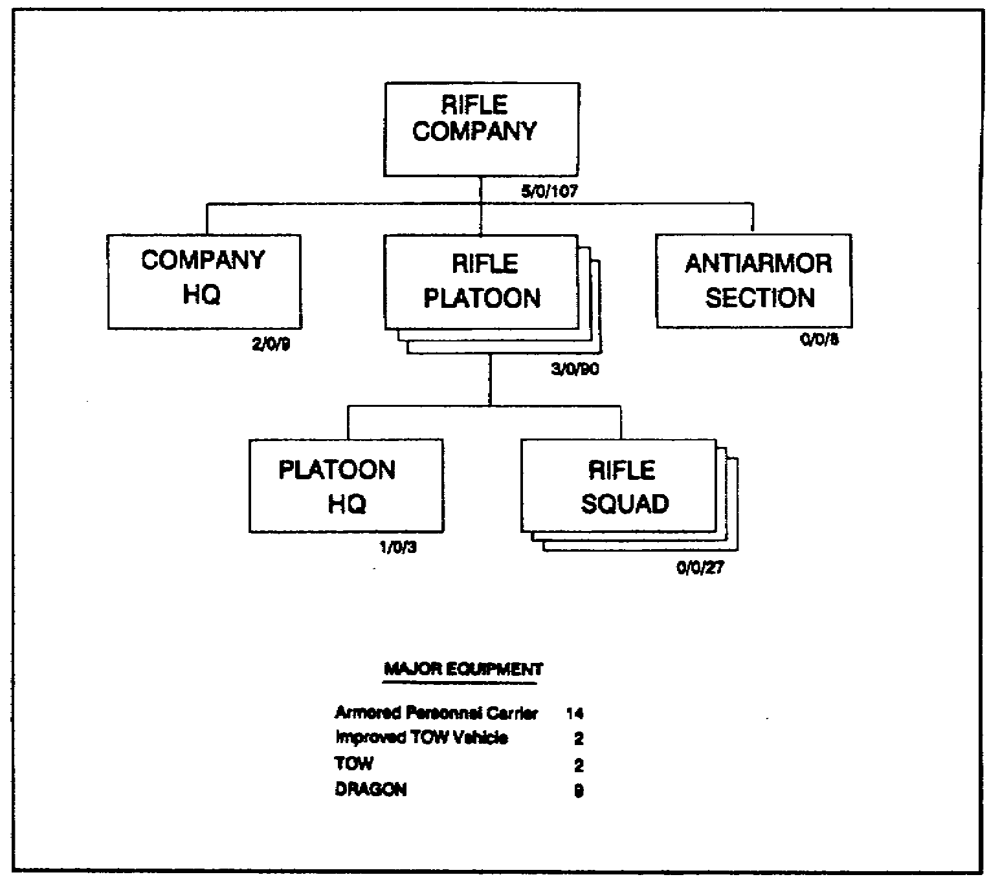 RIFLE
COMPANY
5/0/107
COMPANY
HQ
2/0/9
RIFLE
PLATOON
3/0/90
ANTIARMOR
SECTION
0/0/8
PLATOON
HQ
1/0/3
RIFLE
SQUAD
0/0/27
MAJOR EQUIPMENT
Armored Personnel Carrier 14
Improved TOW Vehicle 2
TOW 2
DRAGON 9